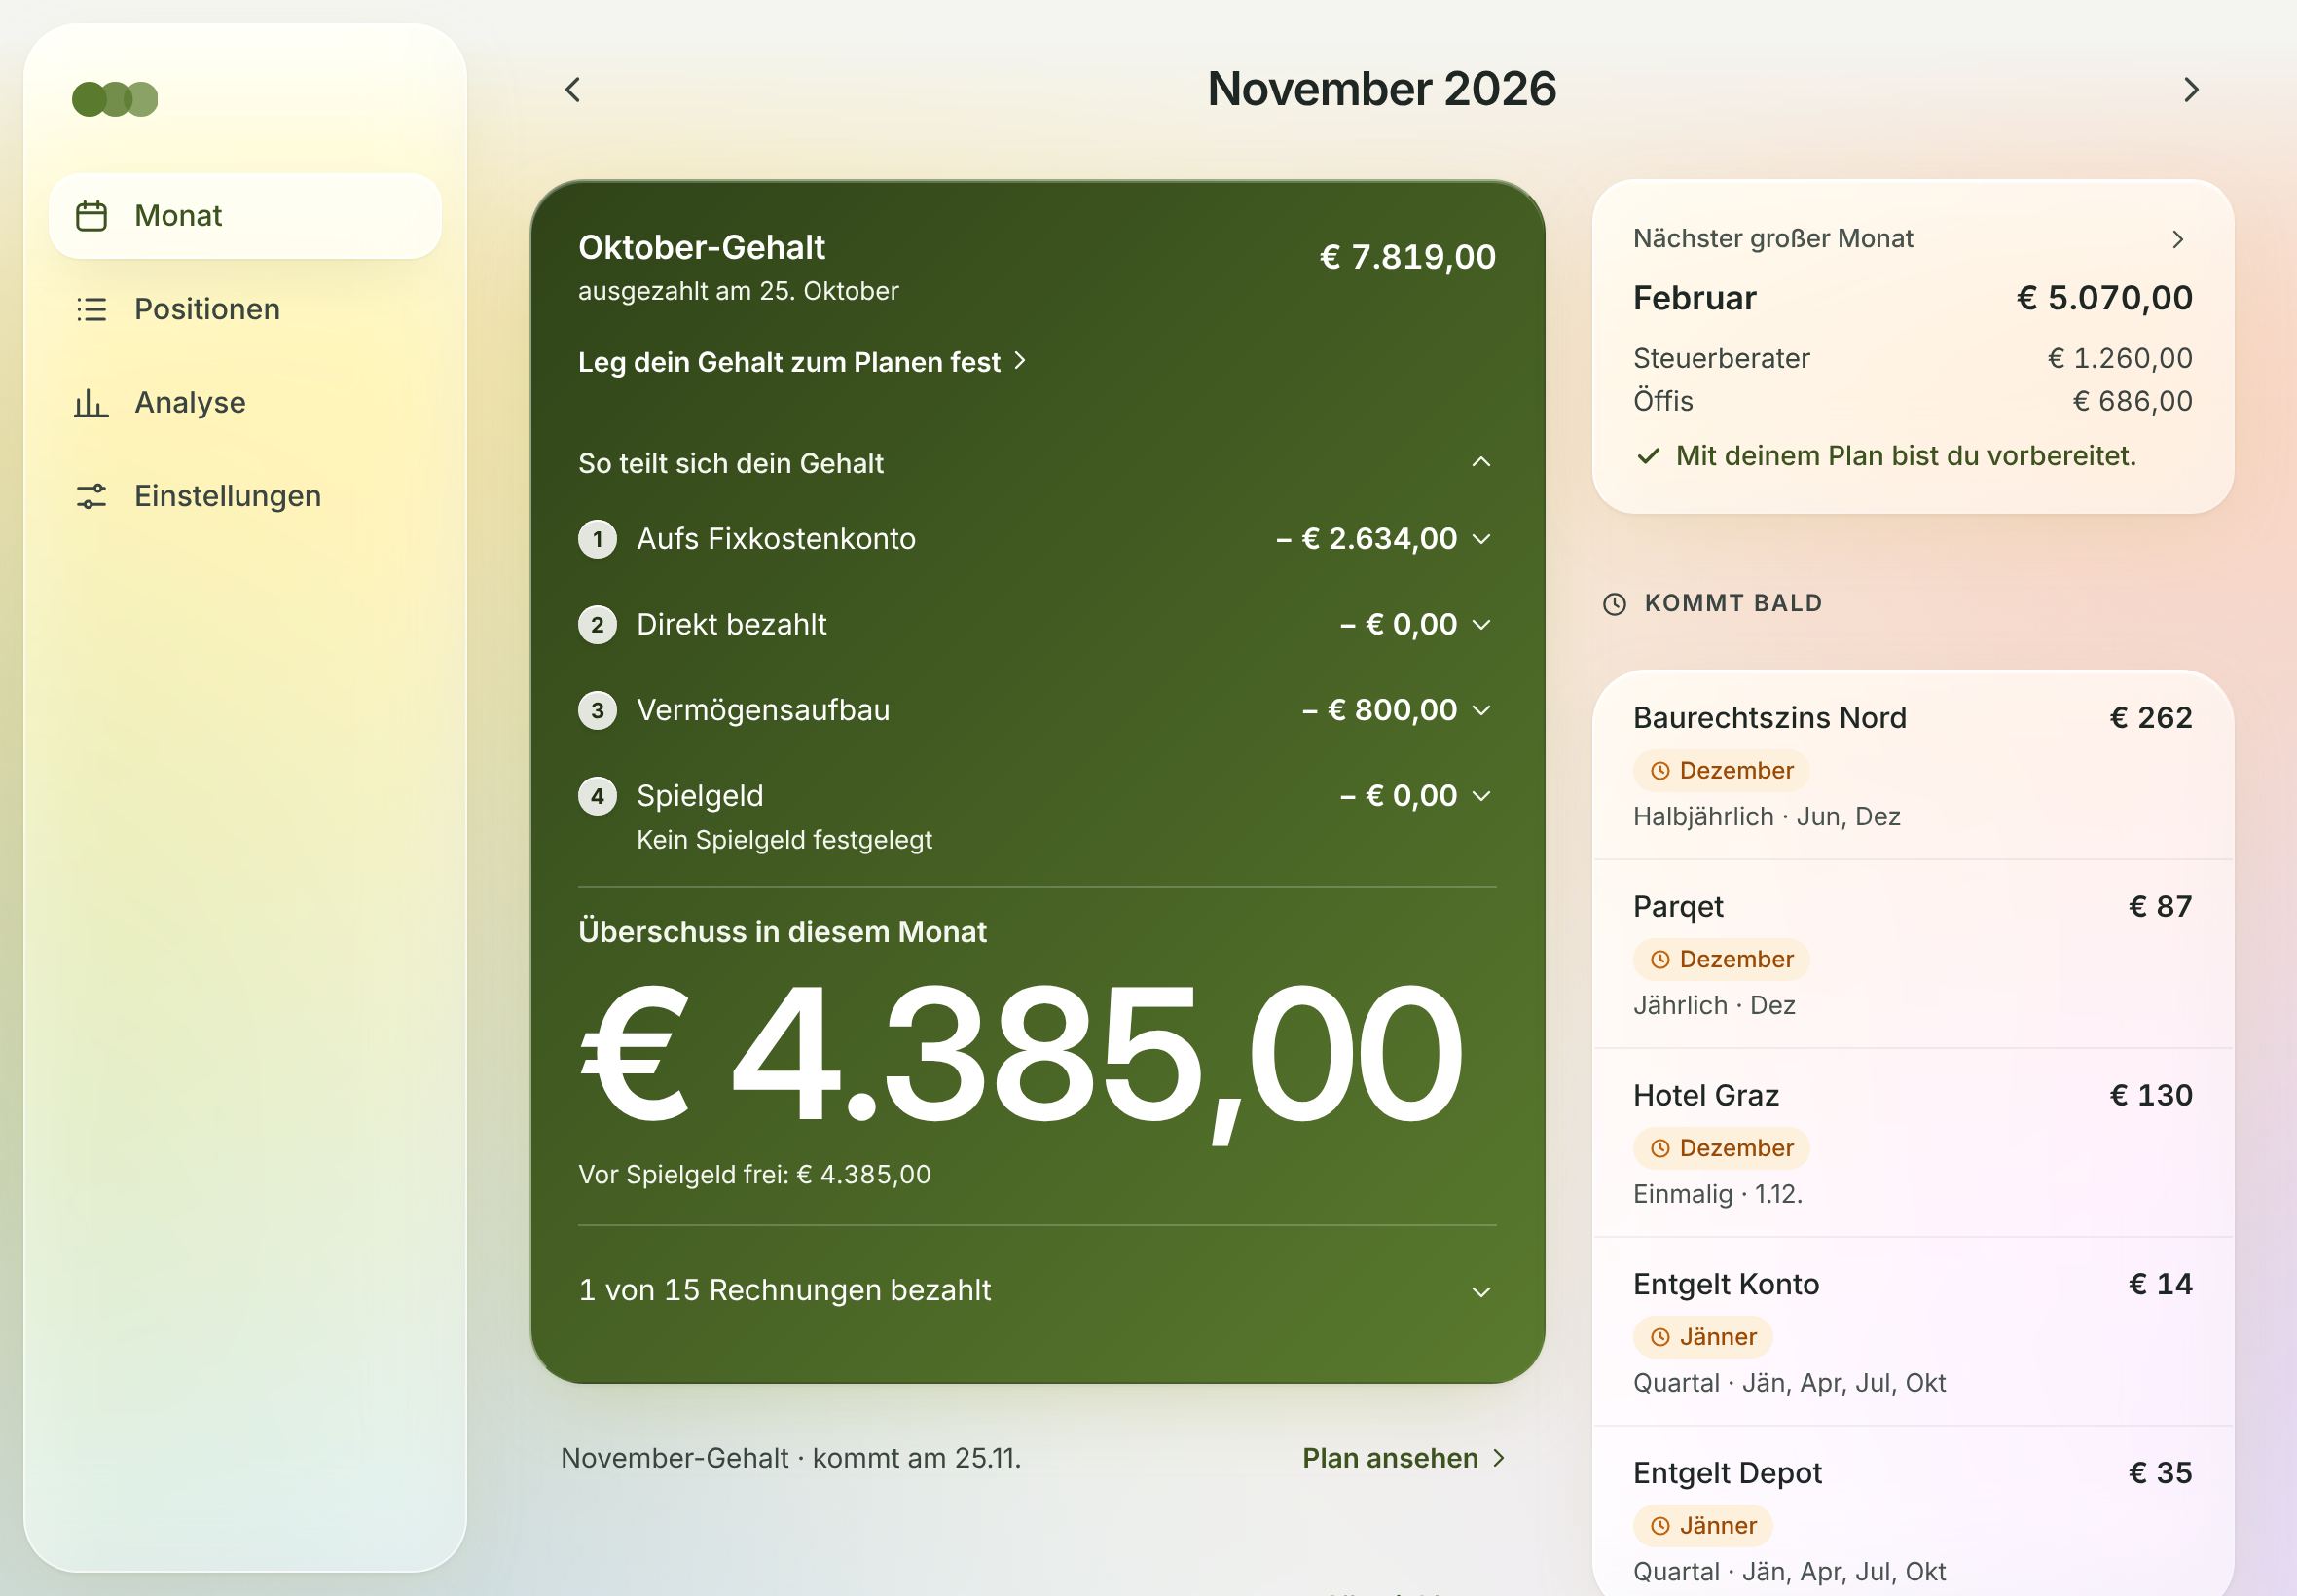 Monat
Positionen
Analyse
Einstellungen
November 2026
Oktober-Gehalt
€ 7.819,00
ausgezahlt am 25. Oktober
Leg dein Gehalt zum Planen fest
So teilt sich dein Gehalt
1 Aufs Fixkostenkonto – € 2.634,00
2 Direkt bezahlt – € 0,00
3 Vermögensaufbau – € 800,00
4 Spielgeld – € 0,00
Kein Spielgeld festgelegt
Überschuss in diesem Monat
€ 4.385,00
Vor Spielgeld frei: € 4.385,00
1 von 15 Rechnungen bezahlt
November-Gehalt · kommt am 25.11.
Plan ansehen
Nächster großer Monat
Februar € 5.070,00
Steuerberater € 1.260,00
Öffis € 686,00
Mit deinem Plan bist du vorbereitet.
KOMMT BALD
Baurechtszins Nord € 262
Dezember
Halbjährlich · Jun, Dez
Parqet € 87
Dezember
Jährlich · Dez
Hotel Graz € 130
Dezember
Einmalig · 1.12.
Entgelt Konto € 14
Jänner
Quartal · Jän, Apr, Jul, Okt
Entgelt Depot € 35
Jänner
Quartal · Jän, Apr, Jul, Okt